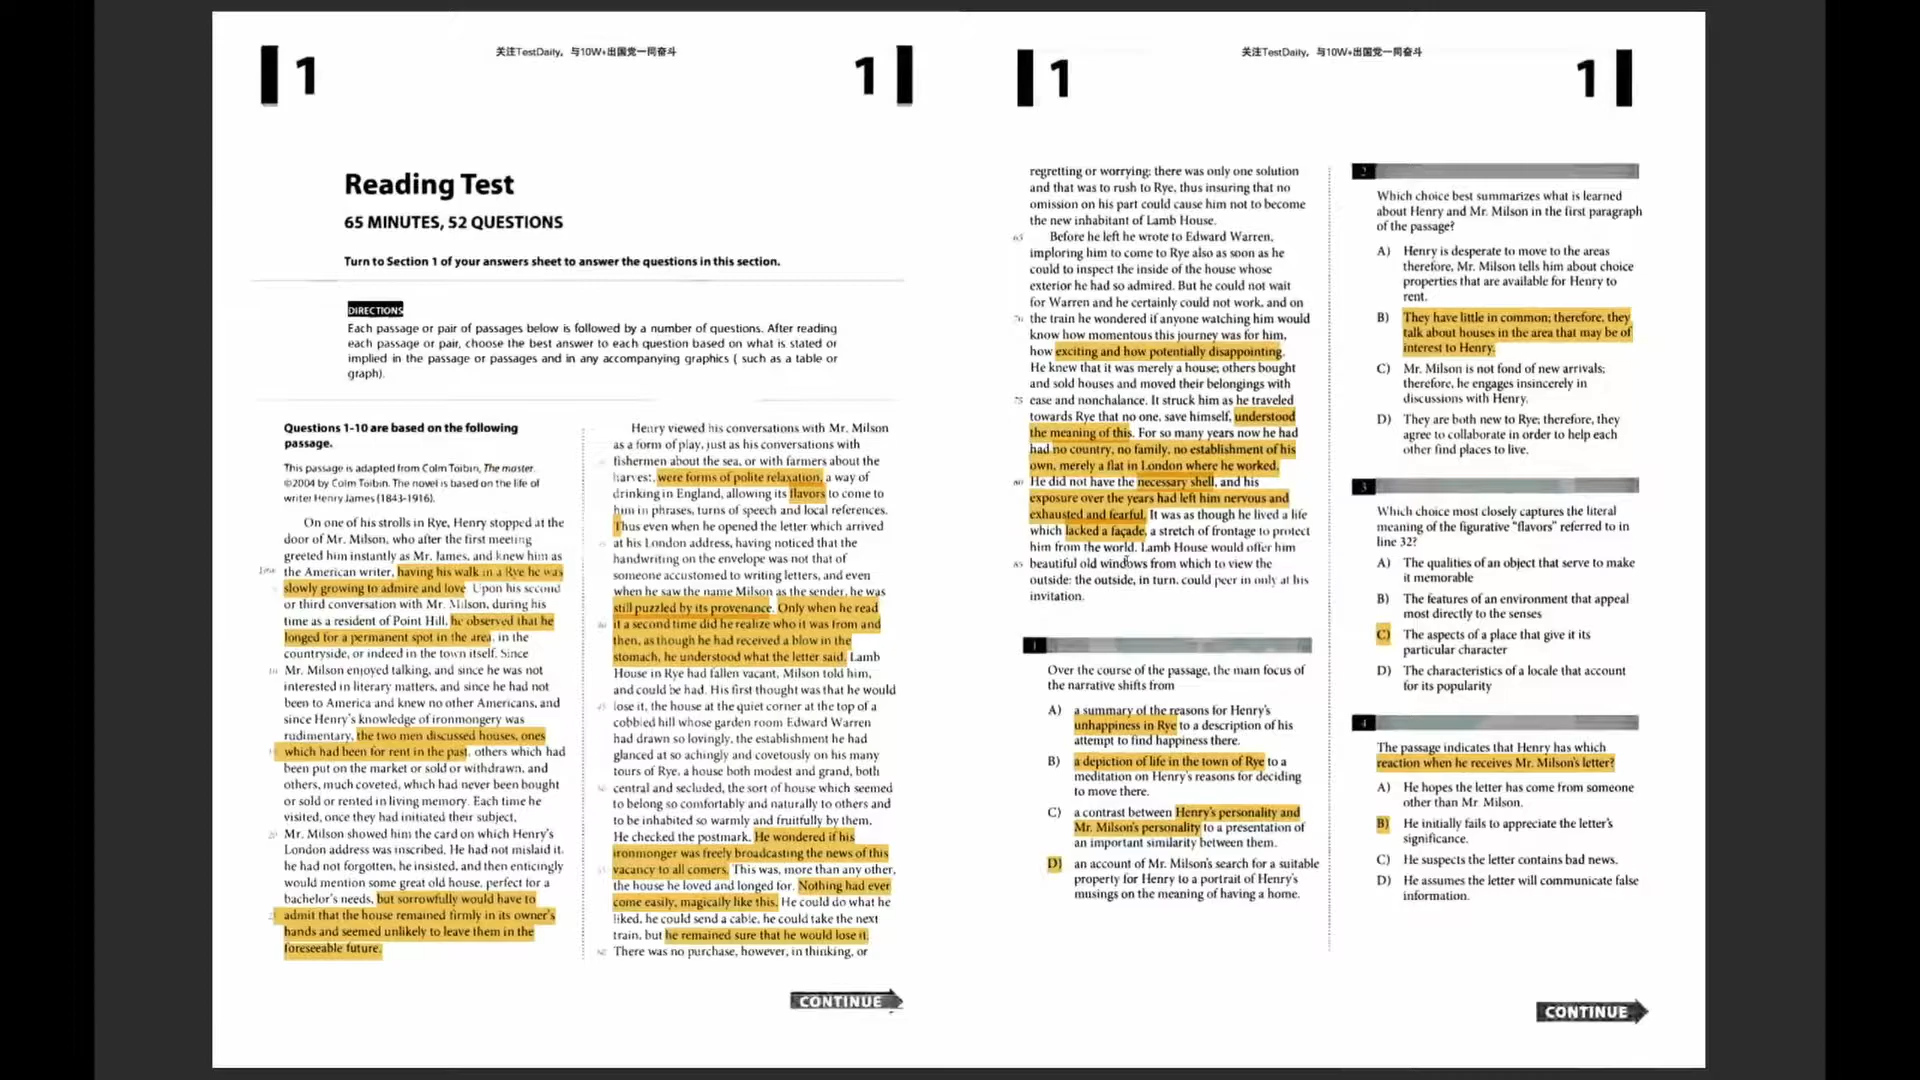 关注TestDaily，与10W+出国党一同奋斗
1
1
Reading Test
65 MINUTES, 52 QUESTIONS
Turn to Section 1 of your answers sheet to answer the questions in this section.
DIRECTIONS
Each passage or pair of passages below is followed by a number of questions. After reading
each passage or pair, choose the best answer to each question based on what is stated or
implied in the passage or passages and in any accompanying graphics ( such as a table or
graph).
Questions 1-10 are based on the following
passage.
This passage is adapted from Colm Toibin, The master.
©2004 by Colm Toibin. The novel is based on the life of
writer Henry James (1843-1916).
On one of his strolls in Rye, Henry stopped at the
door of Mr. Milson, who after the first meeting
greeted him instantly as Mr. James, and knew him as
Line the American writer, having his walk in a Rye he was
5 slowly growing to admire and love. Upon his second
or third conversation with Mr. Milson, during his
time as a resident of Point Hill, he observed that he
longed for a permanent spot in the area, in the
countryside, or indeed in the town itself. Since
10 Mr. Milson enjoyed talking, and since he was not
interested in literary matters, and since he had not
been to America and knew no other Americans, and
since Henry's knowledge of ironmongery was
rudimentary, the two men discussed houses, ones
15 which had been for rent in the past, others which had
been put on the market or sold or withdrawn, and
others, much coveted, which had never been bought
or sold or rented in living memory. Each time he
visited, once they had initiated their subject,
20 Mr. Milson showed him the card on which Henry's
London address was inscribed. He had not mislaid it,
he had not forgotten, he insisted, and then enticingly
would mention some great old house, perfect for a
bachelor's needs, but sorrowfully would have to
25 admit that the house remained firmly in its owner's
hands and seemed unlikely to leave them in the
foreseeable future.
Henry viewed his conversations with Mr. Milson
as a form of play, just as his conversations with
fishermen about the sea, or with farmers about the
harvest, were forms of polite relaxation, a way of
drinking in England, allowing its flavors to come to
him in phrases, turns of speech and local references.
Thus even when he opened the letter which arrived
at his London address, having noticed that the
handwriting on the envelope was not that of
someone accustomed to writing letters, and even
when he saw the name Milson as the sender, he was
still puzzled by its provenance. Only when he read
40 it a second time did he realize who it was from and
then, as though he had received a blow in the
stomach, he understood what the letter said. Lamb
House in Rye had fallen vacant, Milson told him,
and could be had. His first thought was that he would
45 lose it, the house at the quiet corner at the top of a
cobbled hill whose garden room Edward Warren
had drawn so lovingly, the establishment he had
glanced at so achingly and covetously on his many
tours of Rye, a house both modest and grand, both
50 central and secluded, the sort of house which seemed
to belong so comfortably and naturally to others and
to be inhabited so warmly and fruitfully by them.
He checked the postmark. He wondered if his
ironmonger was freely broadcasting the news of this
55 vacancy to all comers. This was, more than any other,
the house he loved and longed for. Nothing had ever
come easily, magically like this. He could do what he
liked, he could send a cable, he could take the next
train, but he remained sure that he would lose it.
60 There was no purchase, however, in thinking, or
CONTINUE
关注TestDaily，与10W+出国党一同奋斗
1
1
regretting or worrying; there was only one solution
and that was to rush to Rye, thus insuring that no
omission on his part could cause him not to become
the new inhabitant of Lamb House.
65 Before he left he wrote to Edward Warren,
imploring him to come to Rye also as soon as he
could to inspect the inside of the house whose
exterior he had so admired. But he could not wait
for Warren and he certainly could not work, and on
70 the train he wondered if anyone watching him would
know how momentous this journey was for him,
how exciting and how potentially disappointing.
He knew that it was merely a house; others bought
and sold houses and moved their belongings with
75 ease and nonchalance. It struck him as he traveled
towards Rye that no one, save himself, understood
the meaning of this. For so many years now he had
had no country, no family, no establishment of his
own, merely a flat in London where he worked.
80 He did not have the necessary shell, and his
exposure over the years had left him nervous and
exhausted and fearful. It was as though he lived a life
which lacked a façade, a stretch of frontage to protect
him from the world. Lamb House would offer him
85 beautiful old windows from which to view the
outside; the outside, in turn, could peer in only at his
invitation.
1
Over the course of the passage, the main focus of
the narrative shifts from
A) a summary of the reasons for Henry's
unhappiness in Rye to a description of his
attempt to find happiness there.
B) a depiction of life in the town of Rye to a
meditation on Henry's reasons for deciding
to move there.
C) a contrast between Henry's personality and
Mr. Milson's personality to a presentation of
an important similarity between them.
D) an account of Mr. Milson's search for a suitable
property for Henry to a portrait of Henry's
musings on the meaning of having a home.
2
Which choice best summarizes what is learned
about Henry and Mr. Milson in the first paragraph
of the passage?
A) Henry is desperate to move to the areas
therefore, Mr. Milson tells him about choice
properties that are available for Henry to
rent.
B) They have little in common; therefore, they
talk about houses in the area that may be of
interest to Henry.
C) Mr. Milson is not fond of new arrivals;
therefore, he engages insincerely in
discussions with Henry.
D) They are both new to Rye; therefore, they
agree to collaborate in order to help each
other find places to live.
3
Which choice most closely captures the literal
meaning of the figurative "flavors" referred to in
line 32?
A) The qualities of an object that serve to make
it memorable
B) The features of an environment that appeal
most directly to the senses
C) The aspects of a place that give it its
particular character
D) The characteristics of a locale that account
for its popularity
4
The passage indicates that Henry has which
reaction when he receives Mr. Milson's letter?
A) He hopes the letter has come from someone
other than Mr. Milson.
B) He initially fails to appreciate the letter's
significance.
C) He suspects the letter contains bad news.
D) He assumes the letter will communicate false
information.
CONTINUE